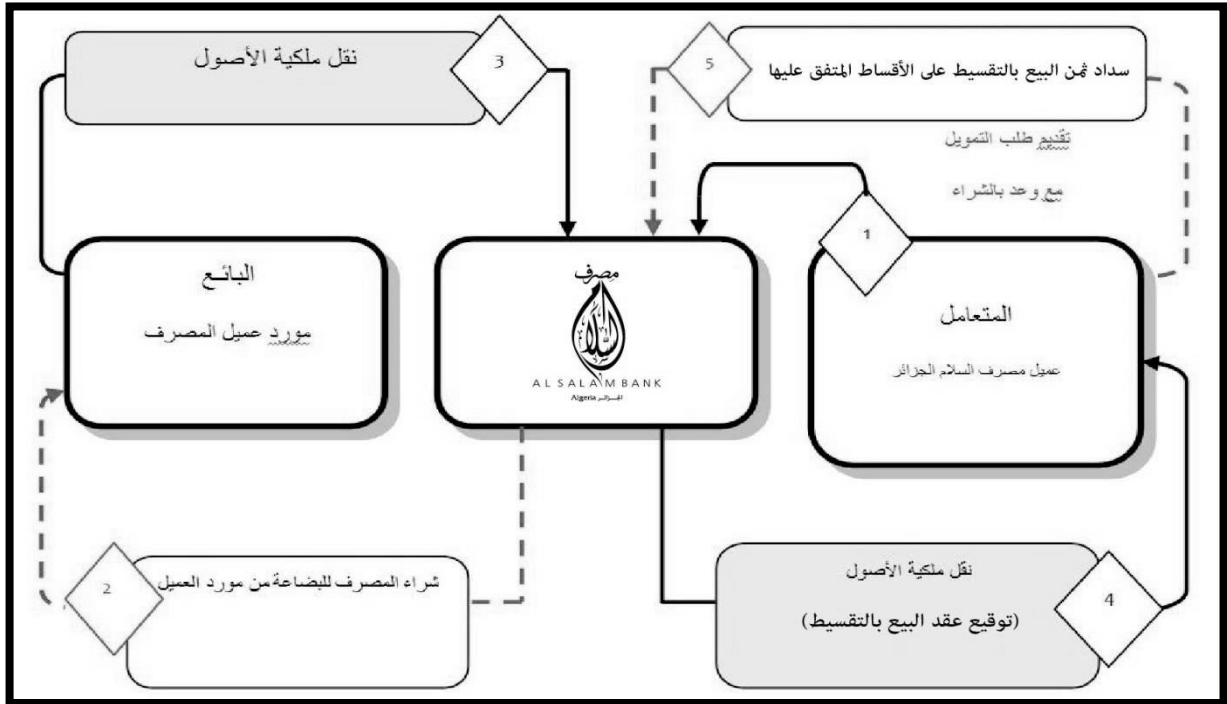 نقل ملكية الأصول
3
5
سداد ثمن البيع بالتقسيط على الأقساط المتفق عليها
تقديم طلب التمويل
مع وعد بالشراء
1
البائع
مورد عميل المصرف
مصرف
السلام
AL SALAM BANK
Algeria الجزائر
المتعامل
عميل مصرف السلام الجزائر
2
شراء المصرف للبضاعة من مورد العميل
نقل ملكية الأصول
(توقيع عقد البيع بالتقسيط)
4